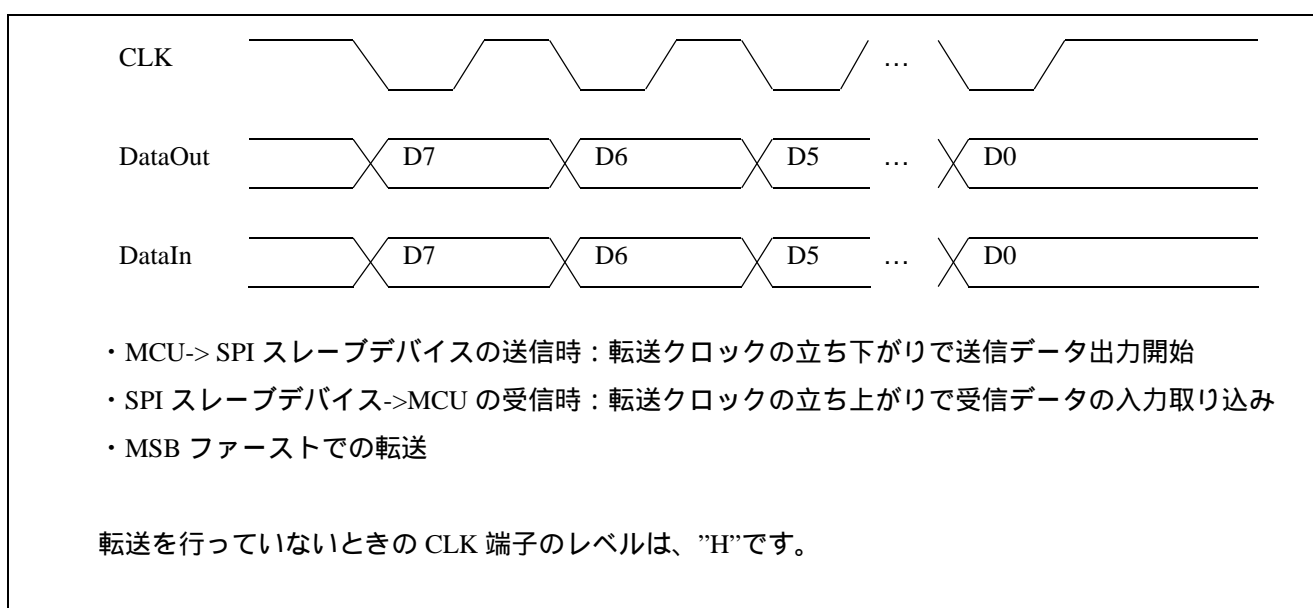 CLK …
DataOut D7 D6 D5 … D0
DataIn D7 D6 D5 … D0
・MCU-> SPI スレーブデバイスの送信時：転送クロックの立ち下がりで送信データ出力開始
・SPI スレーブデバイス->MCU の受信時：転送クロックの立ち上がりで受信データの入力取り込み
・MSB ファーストでの転送
転送を行っていないときの CLK 端子のレベルは、”H”です。